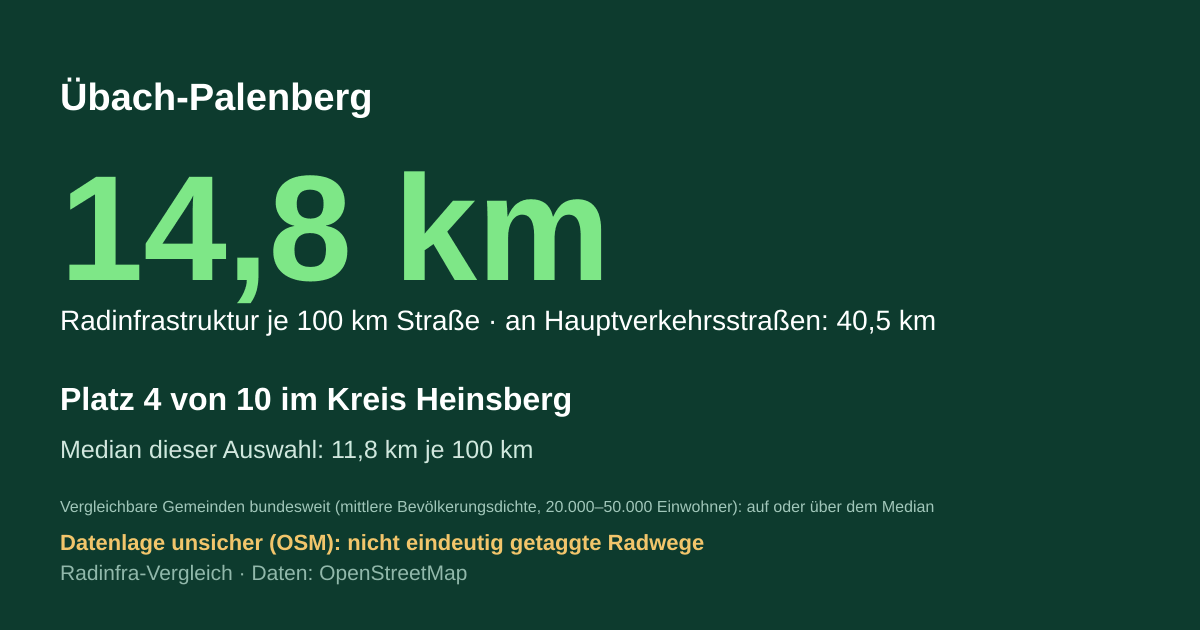 Übach-Palenberg
14,8 km
Radinfrastruktur je 100 km Straße · an Hauptverkehrsstraßen: 40,5 km
Platz 4 von 10 im Kreis Heinsberg
Median dieser Auswahl: 11,8 km je 100 km
Vergleichbare Gemeinden bundesweit (mittlere Bevölkerungsdichte, 20.000–50.000 Einwohner): auf oder über dem Median
Datenlage unsicher (OSM): nicht eindeutig getaggte Radwege
Radinfra-Vergleich · Daten: OpenStreetMap